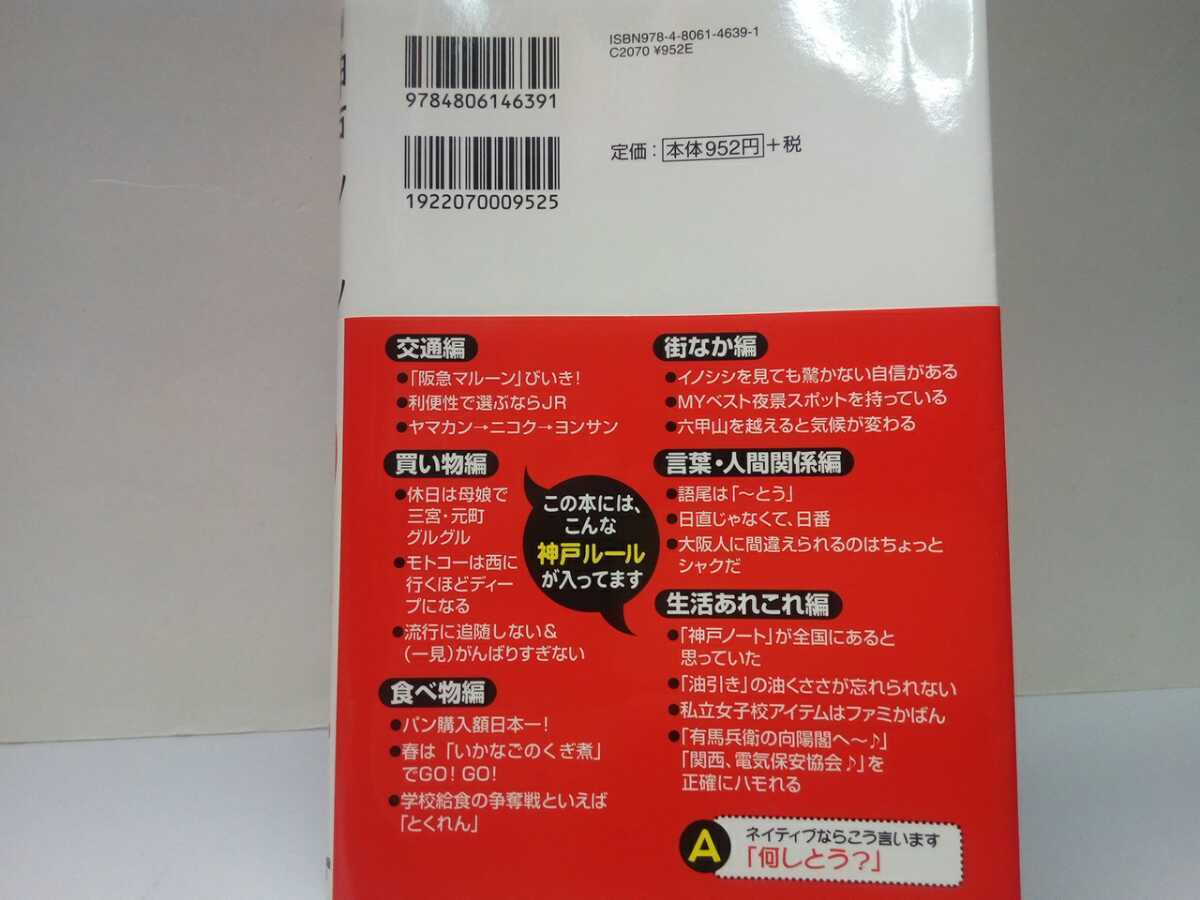 ISBN978-4-8061-4639-1
C2070 ¥952E
9784806146391
定価：本体952円＋税
1922070009525
交通編
●「阪急マルーン」びいき！
●利便性で選ぶならJR
●ヤマカン→ニコク→ヨンサン
買い物編
●休日は母娘で
三宮・元町
グルグル
●モトコーは西に
行くほどディー
プになる
●流行に追随しない＆
（一見）がんばりすぎない
食べ物編
●パン購入額日本一！
●春は「いかなごのくぎ煮」
でGO！GO！
●学校給食の争奪戦といえば
「とくれん」
この本には、
こんな
神戸ルール
が入ってます
街なか編
●イノシシを見ても驚かない自信がある
●MYベスト夜景スポットを持っている
●六甲山を越えると気候が変わる
言葉・人間関係編
●語尾は「〜とう」
●日直じゃなくて、日番
●大阪人に間違えられるのはちょっと
シャクだ
生活あれこれ編
●「神戸ノート」が全国にあると
思っていた
●「油引き」の油くささが忘れられない
●私立女子校アイテムはファミかばん
●「有馬兵衛の向陽閣へ〜♪」
「関西、電気保安協会♪」を
正確にハモれる
A
ネイティブならこう言います
「何しとう？」